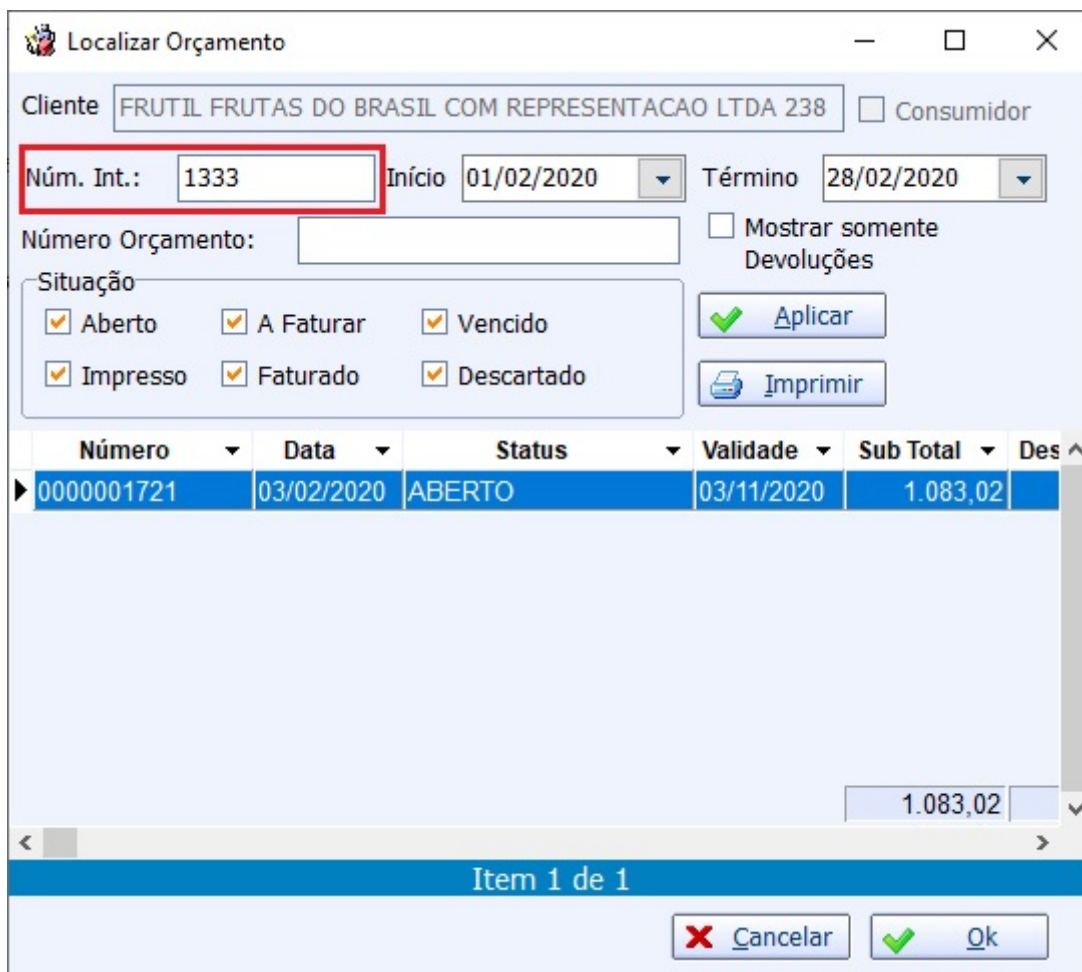 Localizar Orçamento
Cliente FRUTIL FRUTAS DO BRASIL COM REPRESENTACAO LTDA 238 Consumidor
Núm. Int.: 1333 Início 01/02/2020 Término 28/02/2020
Número Orçamento: Mostrar somente
Devoluções
Situação
Aberto A Faturar Vencido Aplicar
Impresso Faturado Descartado Imprimir
Número Data Status Validade Sub Total Des
0000001721 03/02/2020 ABERTO 03/11/2020 1.083,02
1.083,02
Item 1 de 1
Cancelar Ok